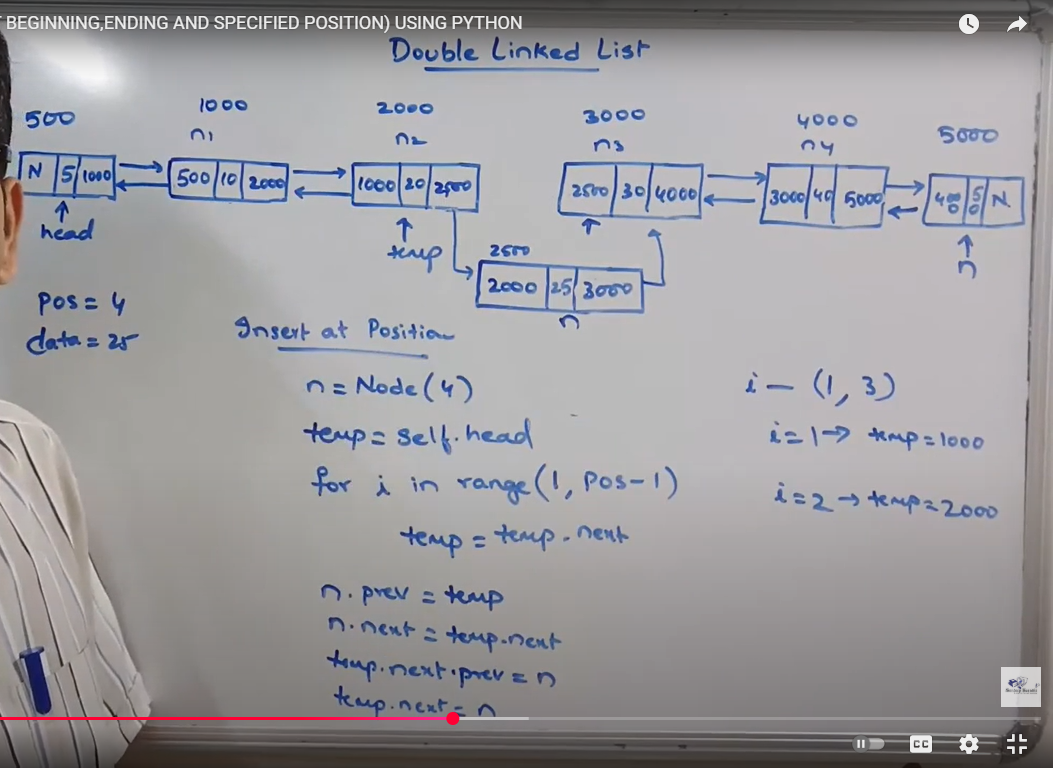 BEGINNING,ENDING AND SPECIFIED POSITION) USING PYTHON
Double Linked List
500 1000 2000 3000 4000 5000
n1 n2 n3 n4
N 5 1000 500 10 2000 1000 20 2500 2500 30 4000 3000 40 5000 400 50 N
head temp n
2500
2000 25 3000
n
pos = 4
data = 25
Insert at Position
n = Node(4)
temp = self.head
for i in range(1, pos-1)
temp = temp.next
n.prev = temp
n.next = temp.next
temp.next.prev = n
temp.next = n
i — (1, 3)
i = 1 → temp = 1000
i = 2 → temp = 2000
CC